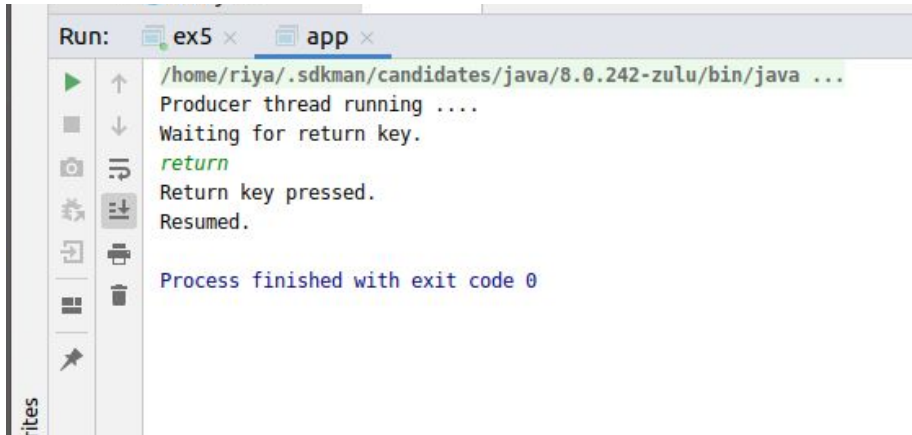 Run: ex5 app
/home/riya/.sdkman/candidates/java/8.0.242-zulu/bin/java ...
Producer thread running ....
Waiting for return key.
return
Return key pressed.
Resumed.
Process finished with exit code 0